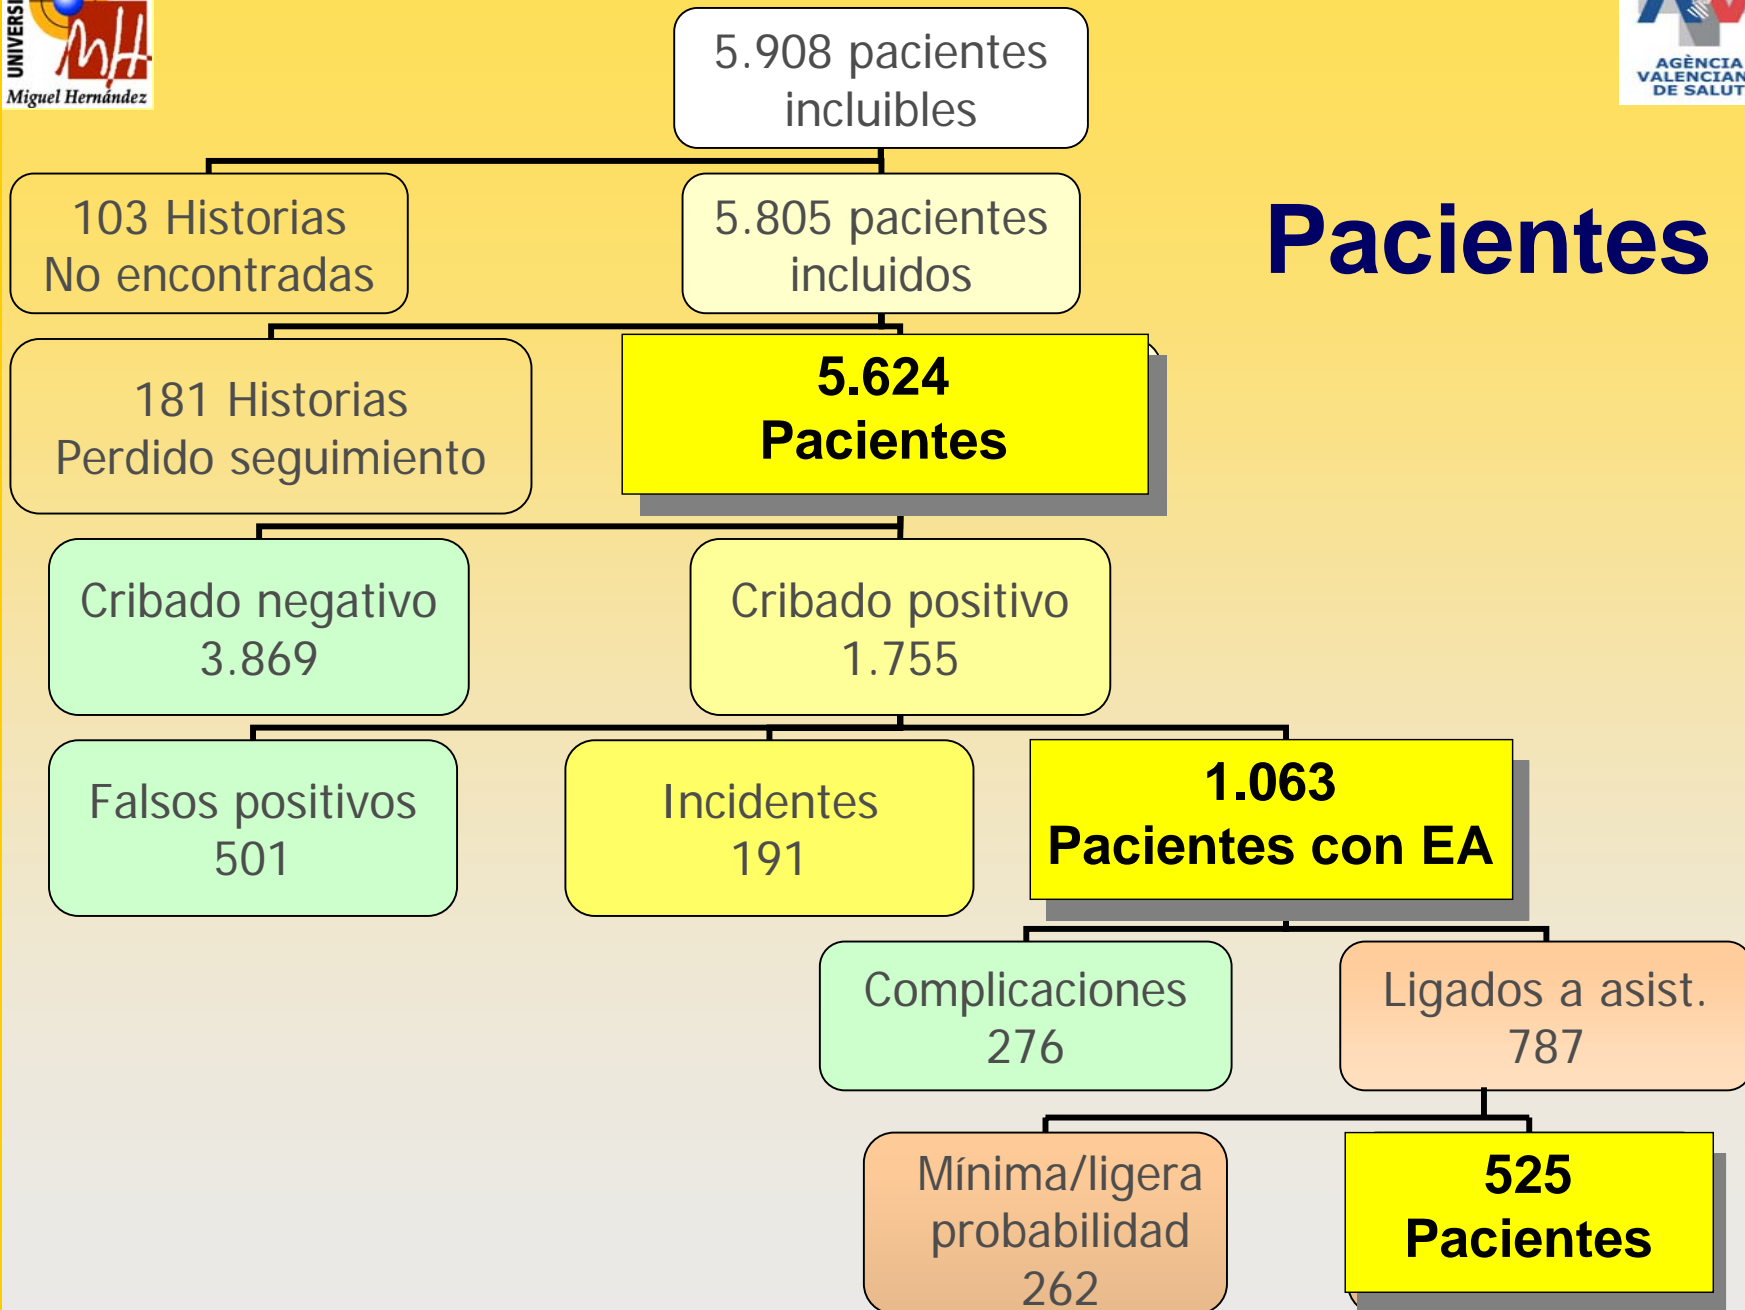 UNIVERSI
Miguel Hernández
AGÈNCIA
VALENCIAN
DE SALUT
5.908 pacientes
incluibles
103 Historias
No encontradas
5.805 pacientes
incluidos
Pacientes
181 Historias
Perdido seguimiento
5.624
Pacientes
Cribado negativo
3.869
Cribado positivo
1.755
Falsos positivos
501
Incidentes
191
1.063
Pacientes con EA
Complicaciones
276
Ligados a asist.
787
Mínima/ligera
probabilidad
262
525
Pacientes